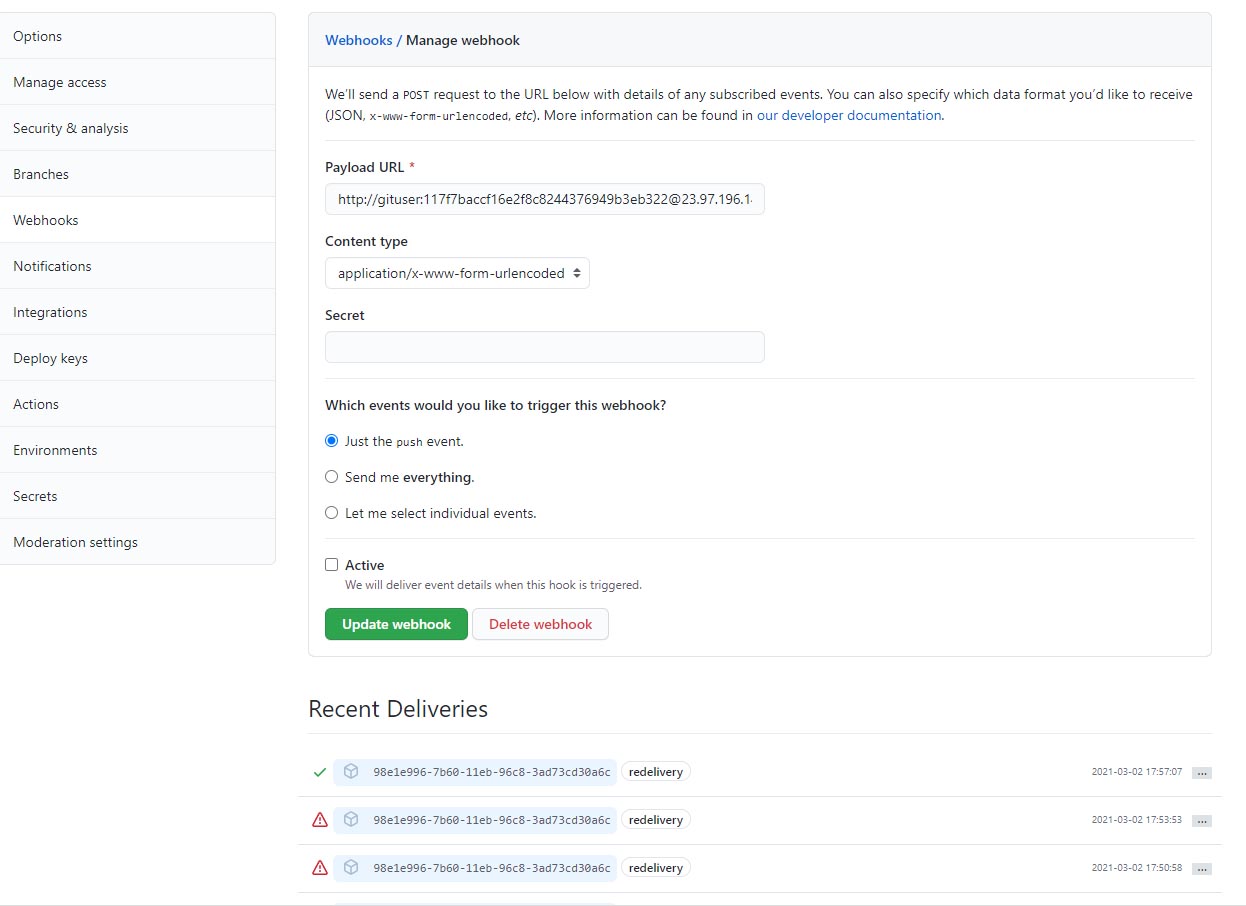 Options
Manage access
Security & analysis
Branches
Webhooks
Notifications
Integrations
Deploy keys
Actions
Environments
Secrets
Moderation settings
Webhooks / Manage webhook
We'll send a POST request to the URL below with details of any subscribed events. You can also specify which data format you'd like to receive
(JSON, x-www-form-urlencoded, etc). More information can be found in our developer documentation.
Payload URL *
http://gituser:117f7baccf16e2f8c8244376949b3eb322@23.97.196.1
Content type
application/x-www-form-urlencoded
Secret
Which events would you like to trigger this webhook?
Just the push event.
Send me everything.
Let me select individual events.
Active
We will deliver event details when this hook is triggered.
Update webhook Delete webhook
Recent Deliveries
98e1e996-7b60-11eb-96c8-3ad73cd30a6c redelivery 2021-03-02 17:57:07 ...
98e1e996-7b60-11eb-96c8-3ad73cd30a6c redelivery 2021-03-02 17:53:53 ...
98e1e996-7b60-11eb-96c8-3ad73cd30a6c redelivery 2021-03-02 17:50:58 ...